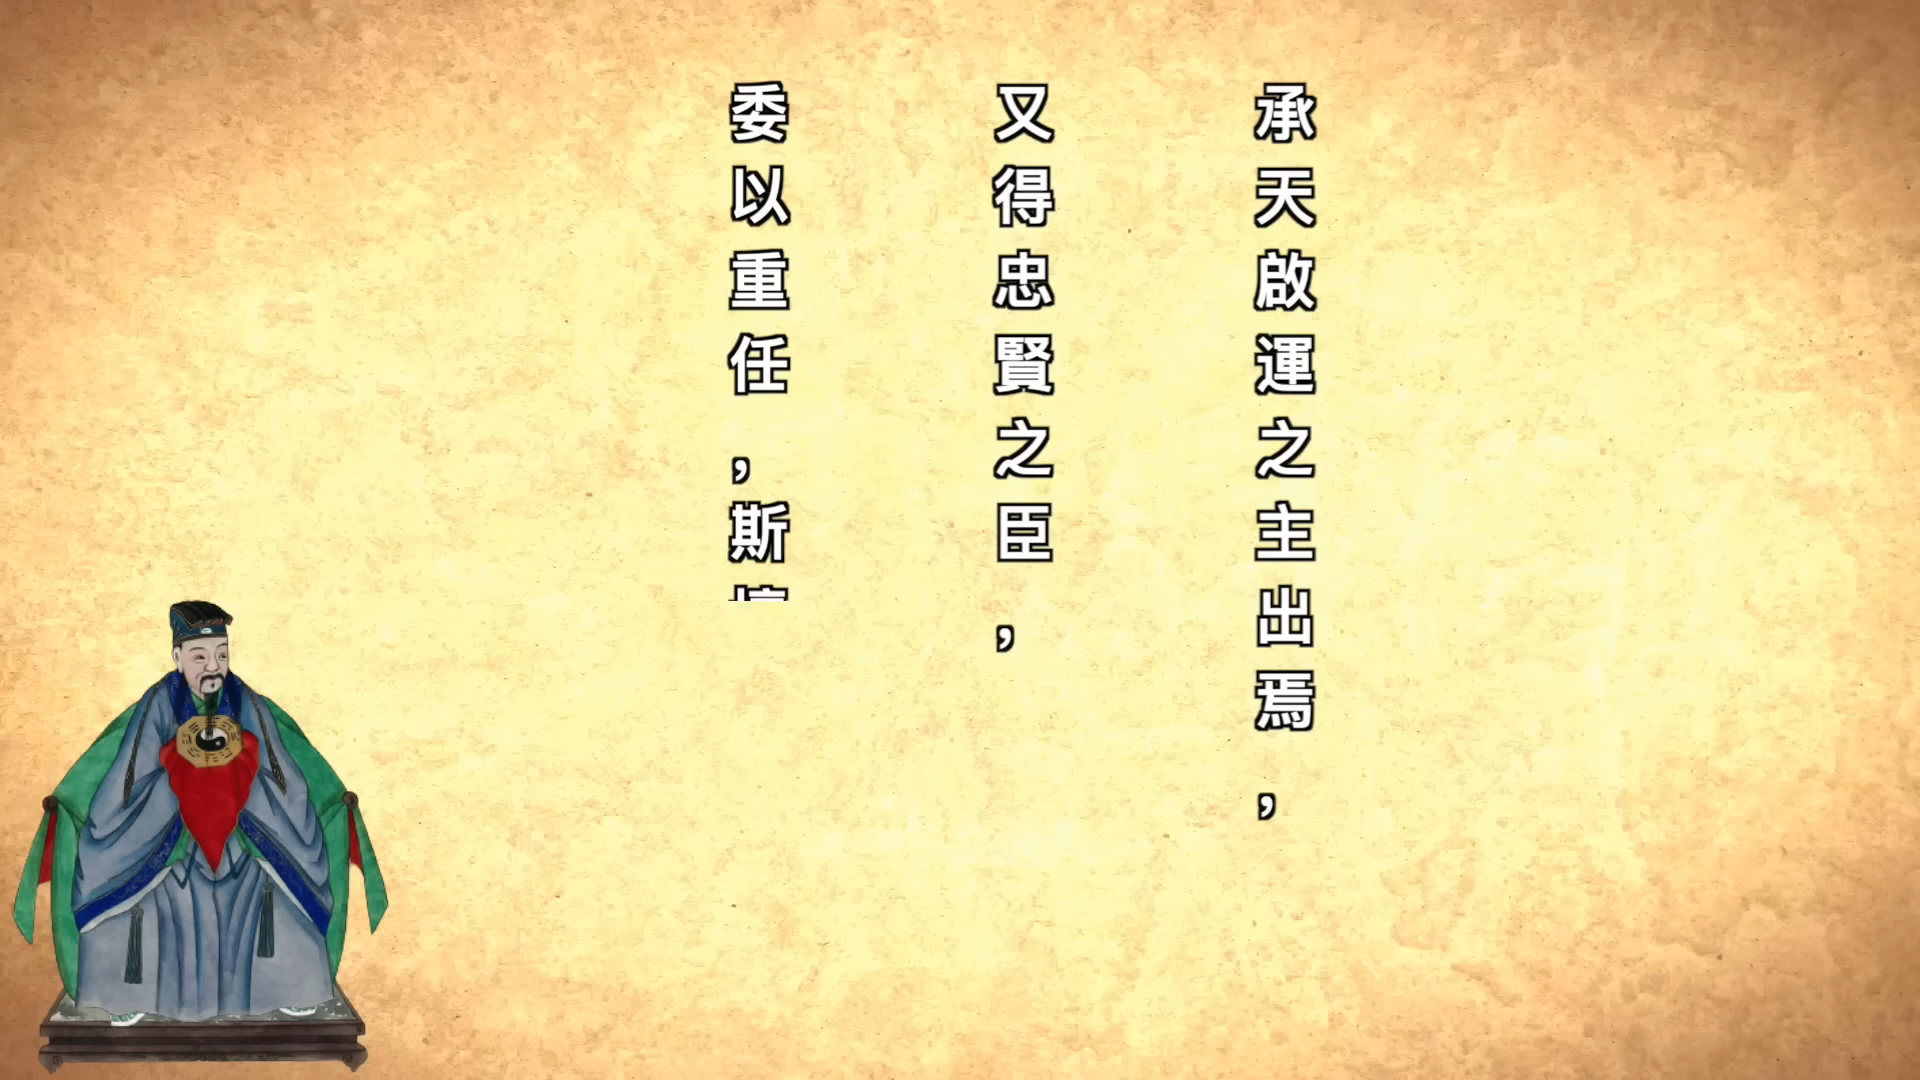 承天啟運之主出焉，
又得忠賢之臣，
委以重任，斯